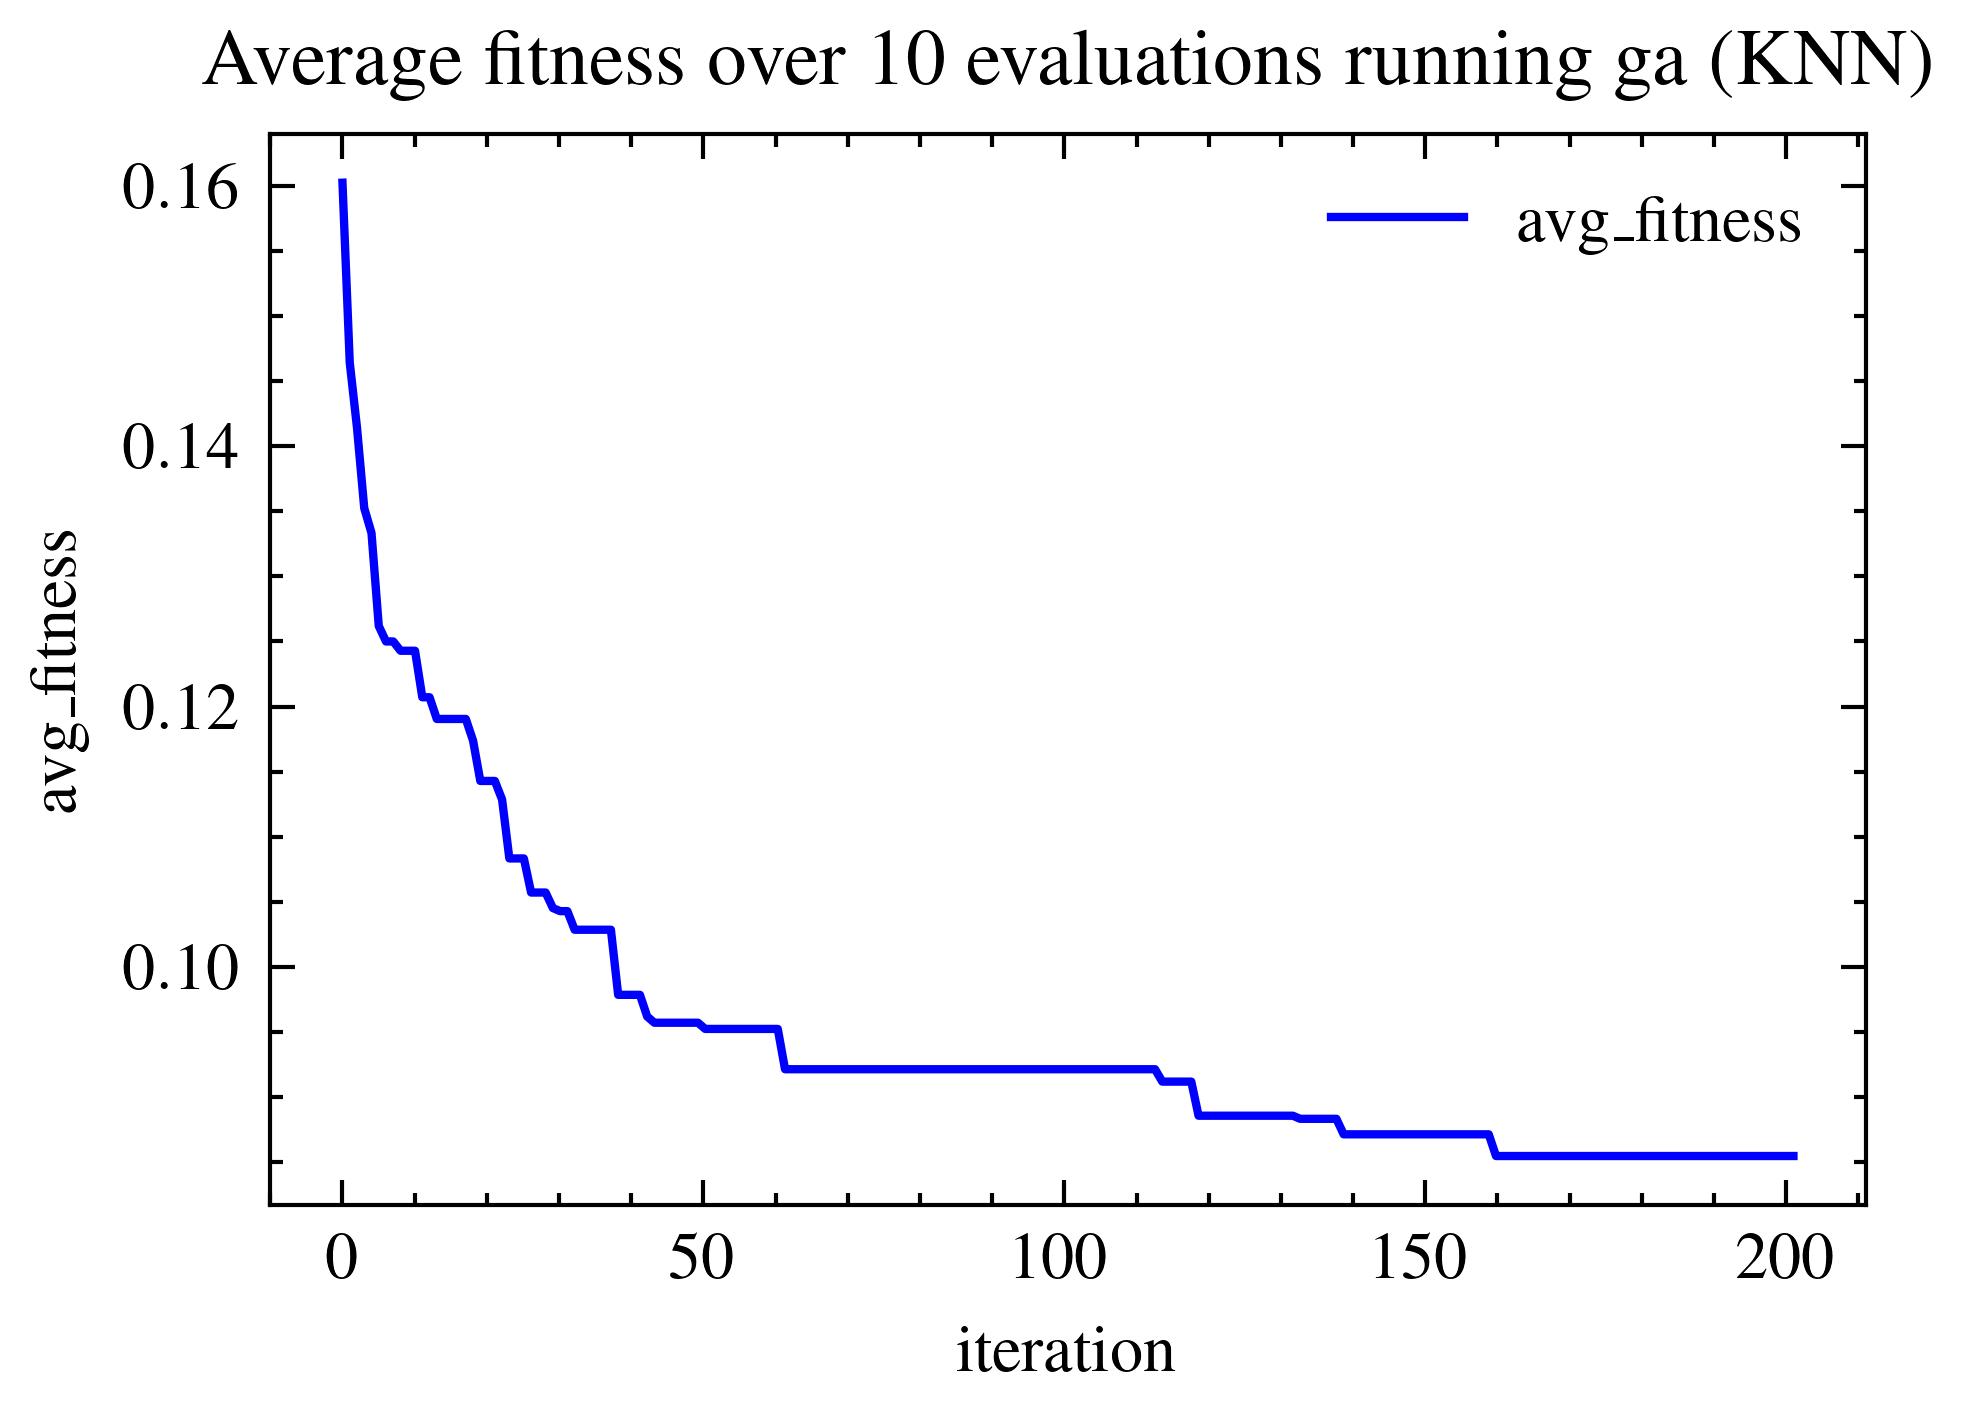 Average fitness over 10 evaluations running ga (KNN)
avg_fitness
0.16
0.14
0.12
0.10
avg_fitness
0 50 100 150 200
iteration